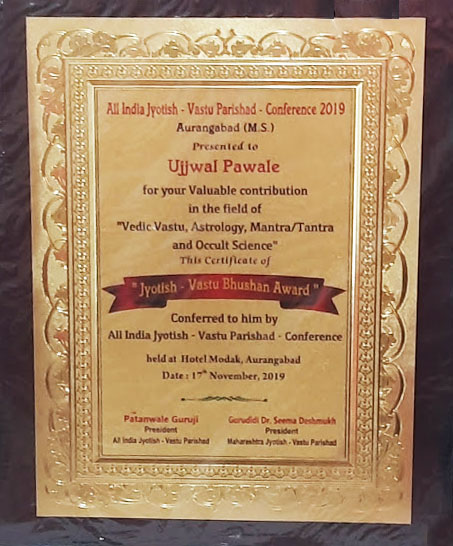 All India Jyotish - Vastu Parishad - Conference 2019
Aurangabad (M.S.)
Presented to
Ujjwal Pawale
for your Valuable contribution
in the field of
"Vedic Vastu, Astrology, Mantra/Tantra
and Occult Science"
This Certificate of
" Jyotish - Vastu Bhushan Award "
Conferred to him by
All India Jyotish - Vastu Parishad - Conference
held at Hotel Modak, Aurangabad
Date : 17th November, 2019
Patanwale Guruji
President
All India Jyotish - Vastu Parishad
Gurudidi Dr. Seema Deshmukh
President
Maharashtra Jyotish - Vastu Parishad